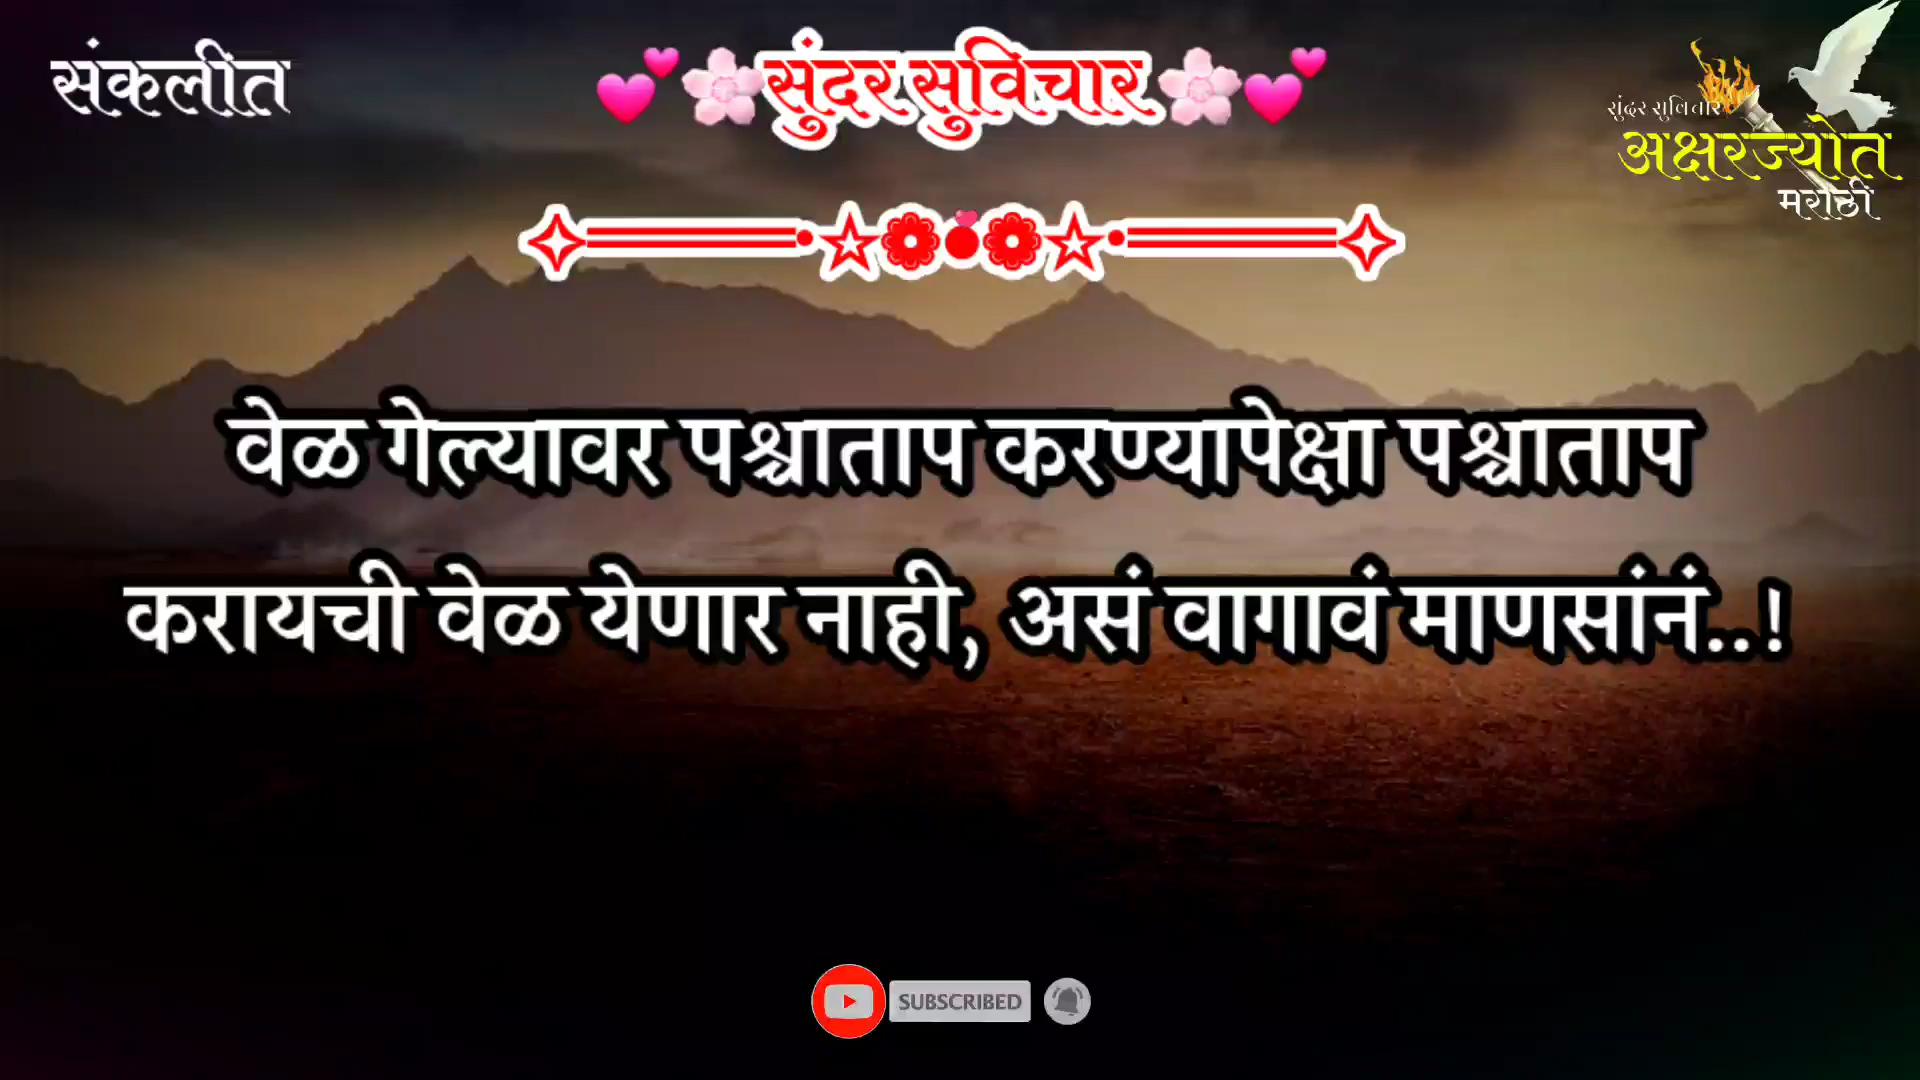 संकलीत
सुंदर सुविचार
सुंदर सुविचार
अक्षरज्योत
मराठी
वेळ गेल्यावर पश्चाताप करण्यापेक्षा पश्चाताप
करायची वेळ येणार नाही, असं वागावं माणसांनं..!
SUBSCRIBED